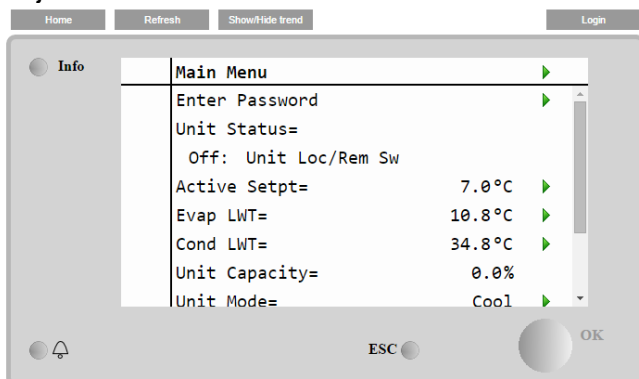 Home Refresh Show/Hide trend Login
Info
Main Menu
Enter Password
Unit Status=
Off: Unit Loc/Rem Sw
Active Setpt= 7.0°C
Evap LWT= 10.8°C
Cond LWT= 34.8°C
Unit Capacity= 0.0%
Unit Mode= Cool
ESC
OK